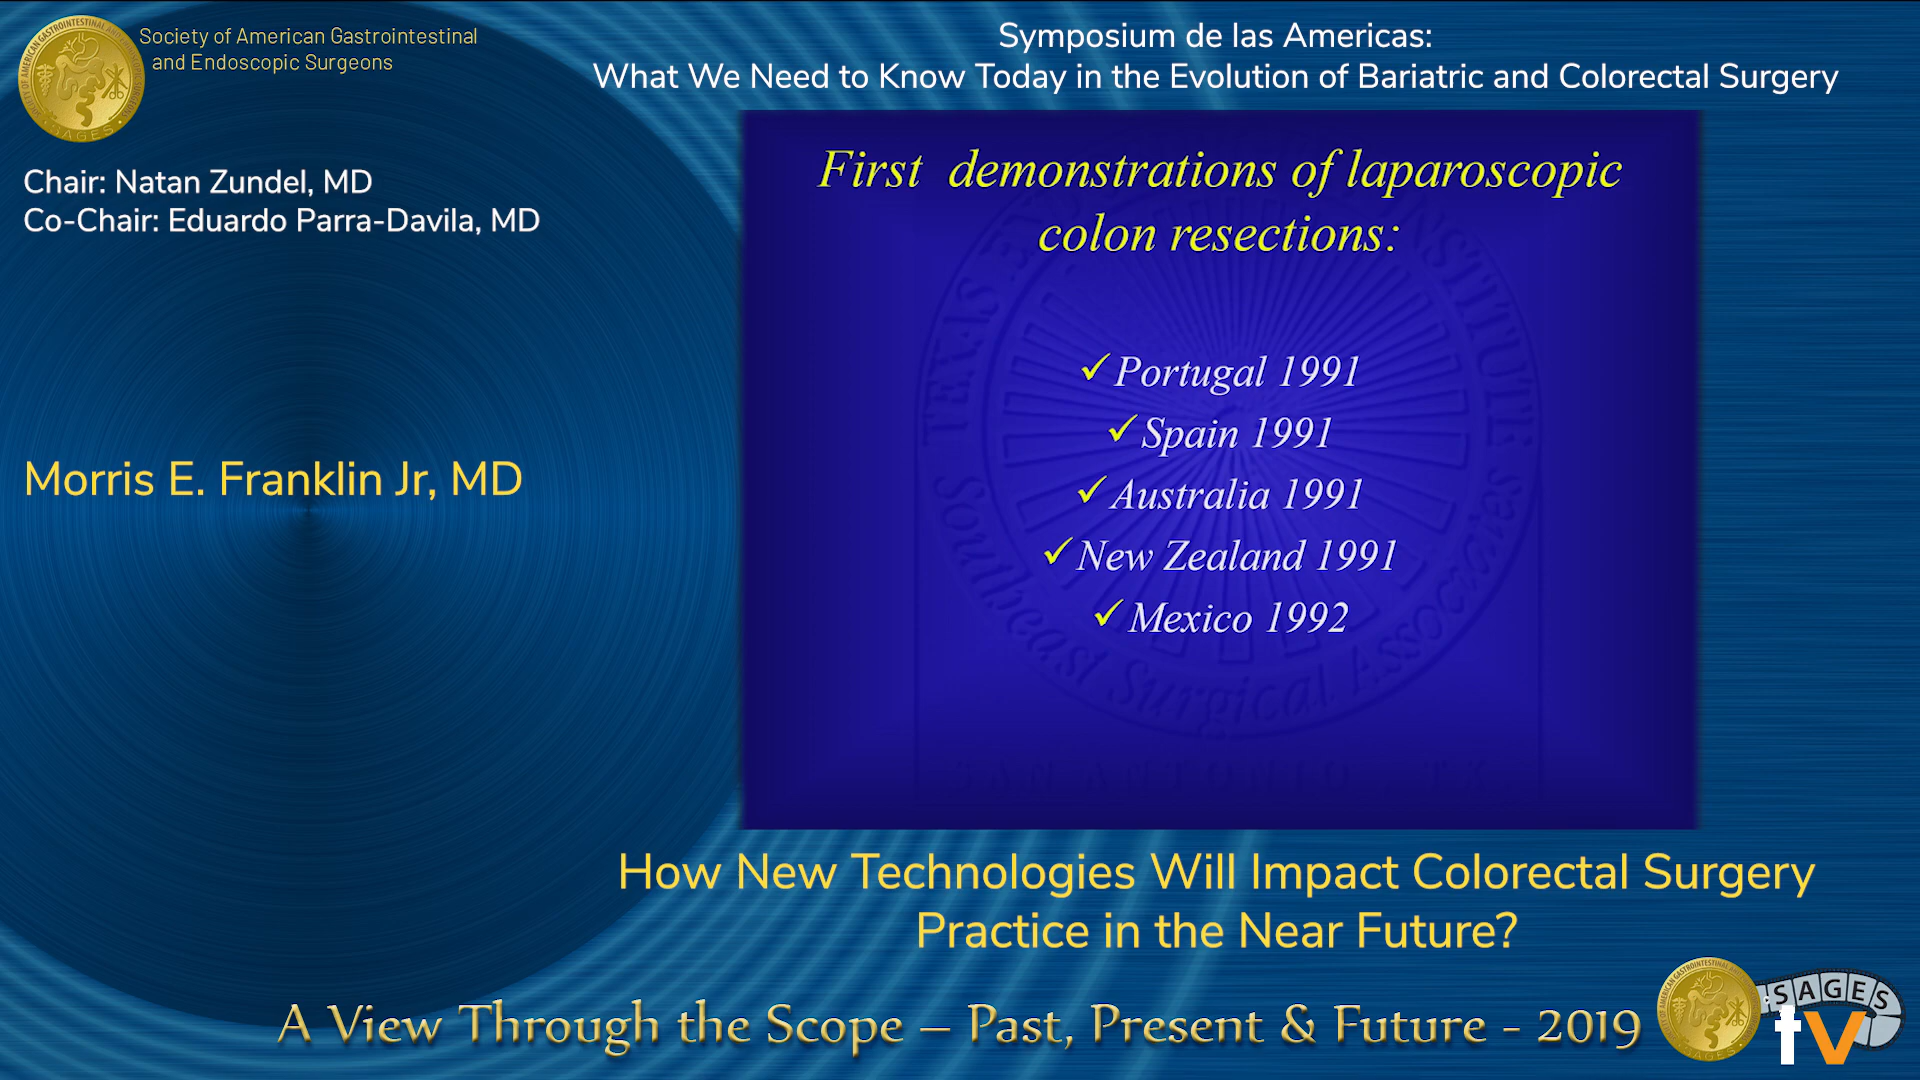 Society of American Gastrointestinal
and Endoscopic Surgeons
Symposium de las Americas:
What We Need to Know Today in the Evolution of Bariatric and Colorectal Surgery
Chair: Natan Zundel, MD
Co-Chair: Eduardo Parra-Davila, MD
Morris E. Franklin Jr, MD
First demonstrations of laparoscopic
colon resections:
✓Portugal 1991
✓Spain 1991
✓Australia 1991
✓New Zealand 1991
✓Mexico 1992
Southeast Surgical Associates
How New Technologies Will Impact Colorectal Surgery
Practice in the Near Future?
A View Through the Scope – Past, Present & Future - 2019
SAGES
tv